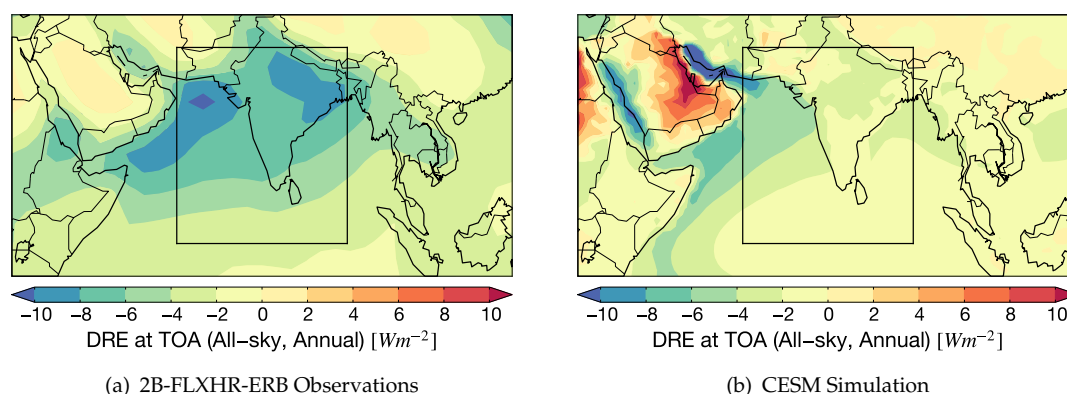 −10 −8 −6 −4 −2 0 2 4 6 8 10
DRE at TOA (All−sky, Annual) [Wm⁻²]
(a) 2B-FLXHR-ERB Observations
−10 −8 −6 −4 −2 0 2 4 6 8 10
DRE at TOA (All−sky, Annual) [Wm⁻²]
(b) CESM Simulation